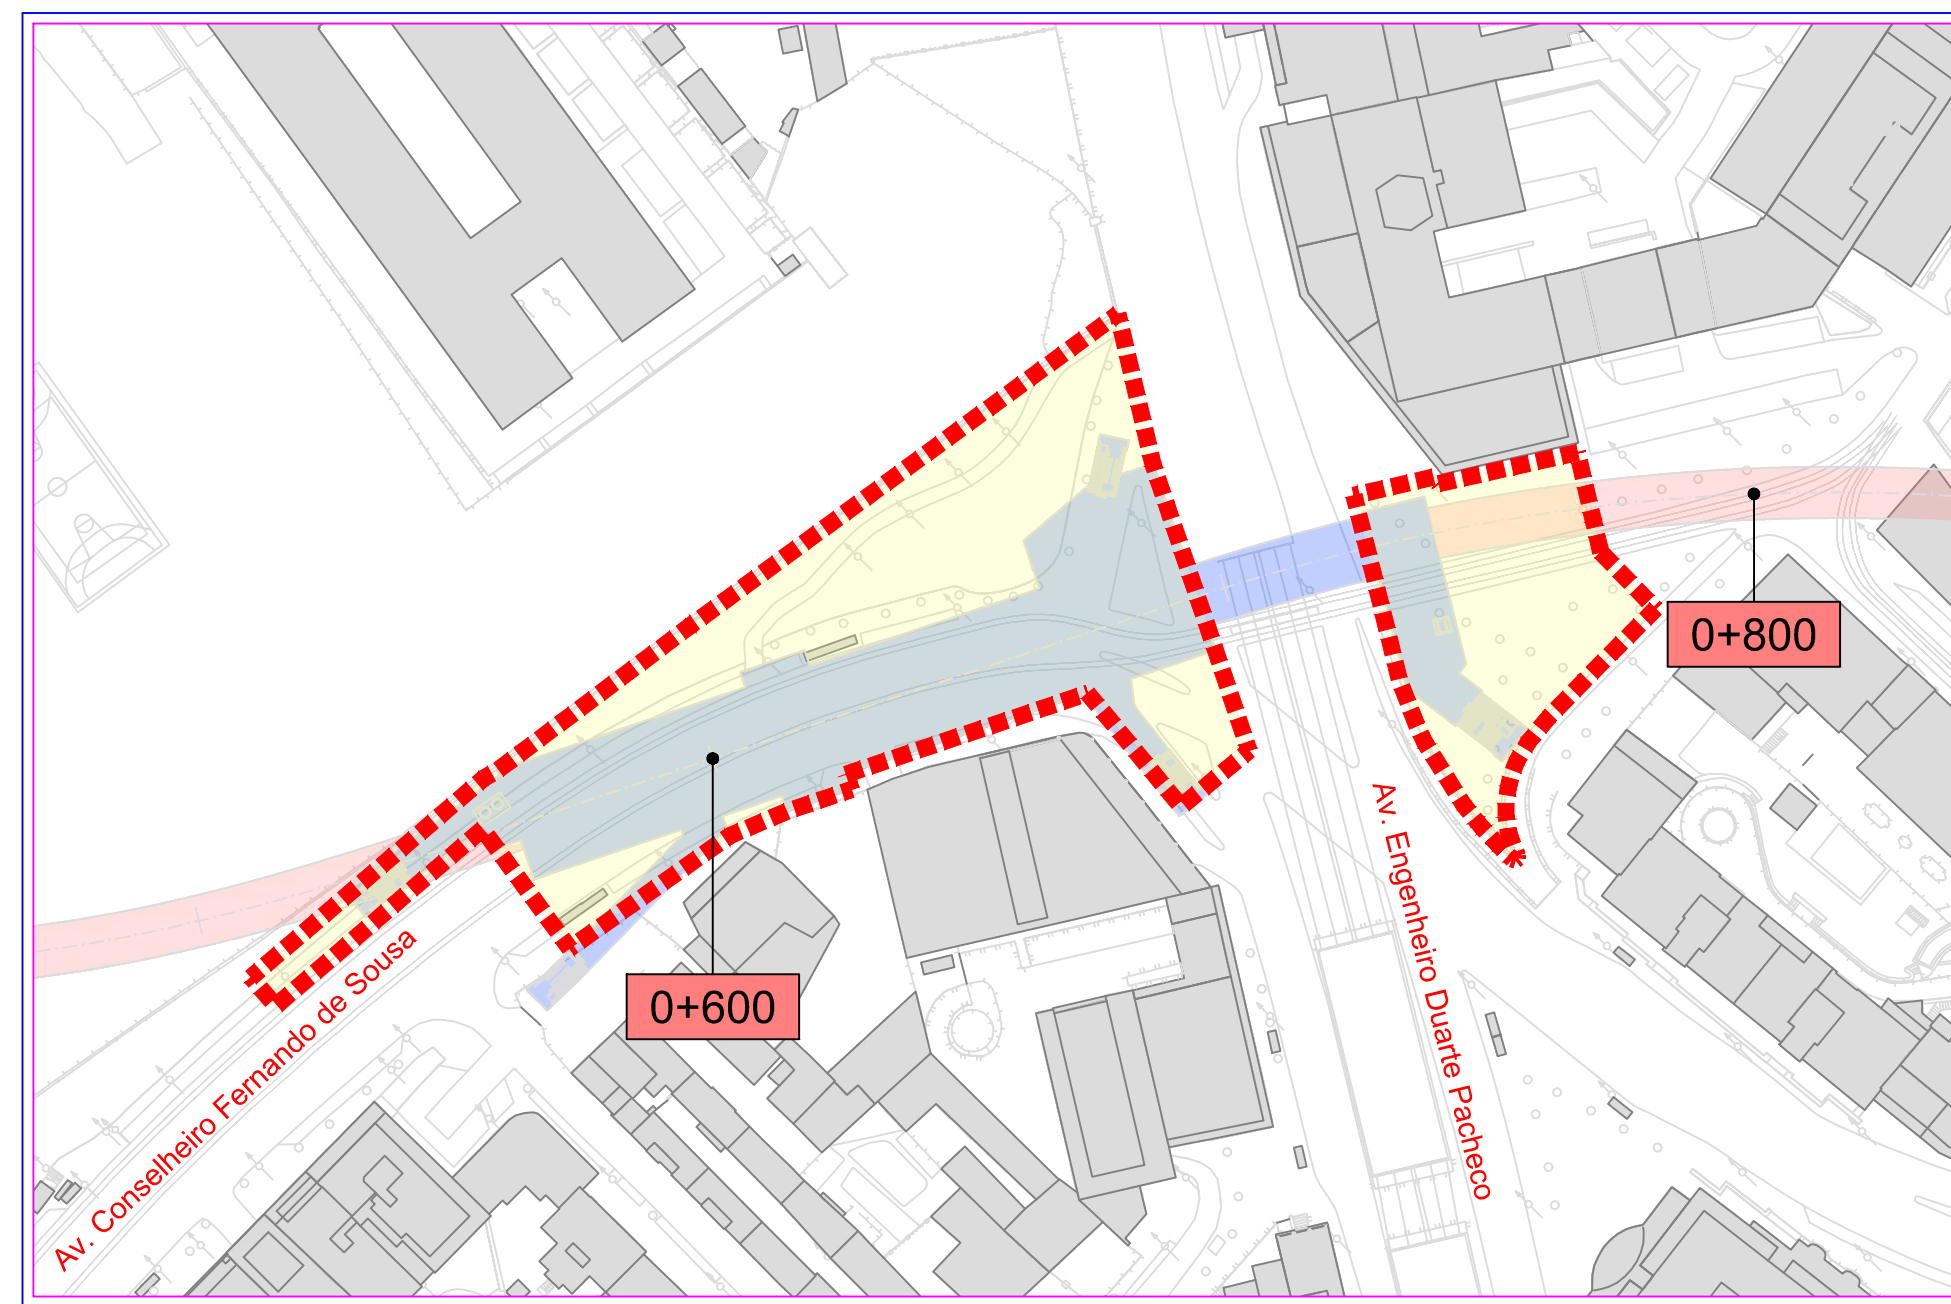 0+800
0+600
Av. Conselheiro Fernando de Sousa
Av. Engenheiro Duarte Pacheco